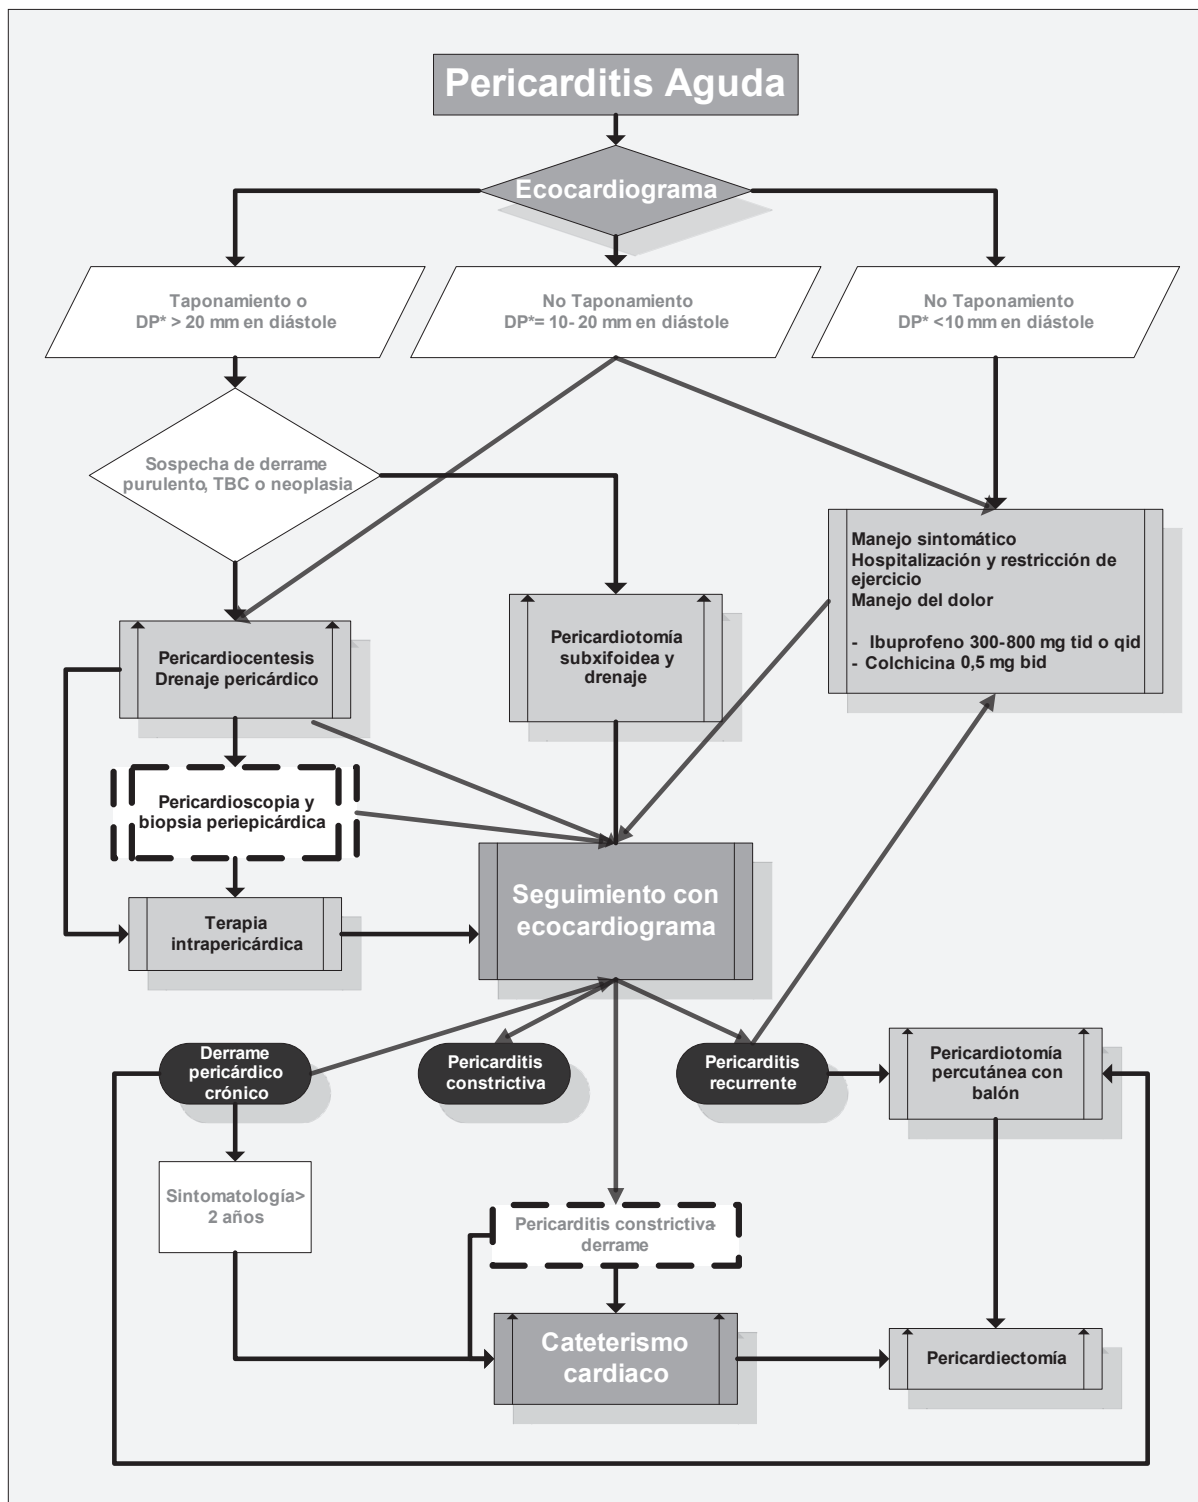 Pericarditis Aguda
Ecocardiograma
Taponamiento o
DP* > 20 mm en diástole
No Taponamiento
DP*= 10- 20 mm en diástole
No Taponamiento
DP* <10 mm en diástole
Sospecha de derrame
purulento, TBC o neoplasia
Manejo sintomático
Hospitalización y restricción de
ejercicio
Manejo del dolor
- Ibuprofeno 300-800 mg tid o qid
- Colchicina 0,5 mg bid
Pericardiocentesis
Drenaje pericárdico
Pericardiotomía
subxifoidea y
drenaje
Pericardioscopia y
biopsia periepicárdica
Terapia
intrapericárdica
Seguimiento con
ecocardiograma
Derrame
pericárdico
crónico
Pericarditis
constrictiva
Pericarditis
recurrente
Pericardiotomía
percutánea con
balón
Sintomatología>
2 años
Pericarditis constrictiva-
derrame
Cateterismo
cardiaco
Pericardiectomía